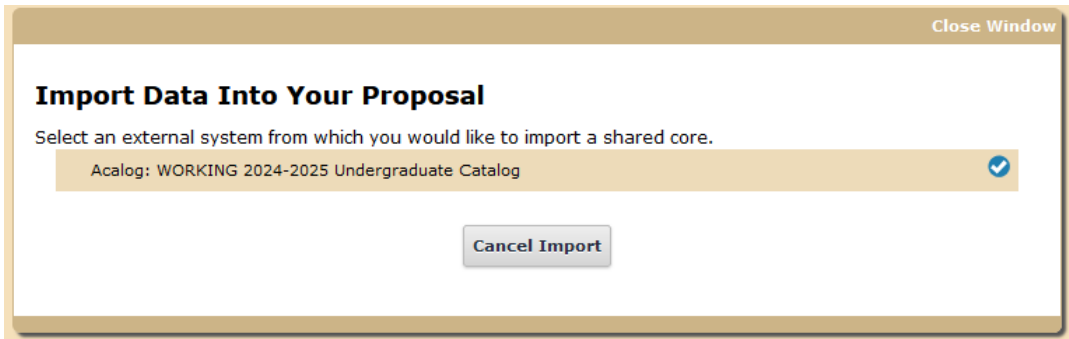 Close Window
Import Data Into Your Proposal
Select an external system from which you would like to import a shared core.
Acalog: WORKING 2024-2025 Undergraduate Catalog
Cancel Import